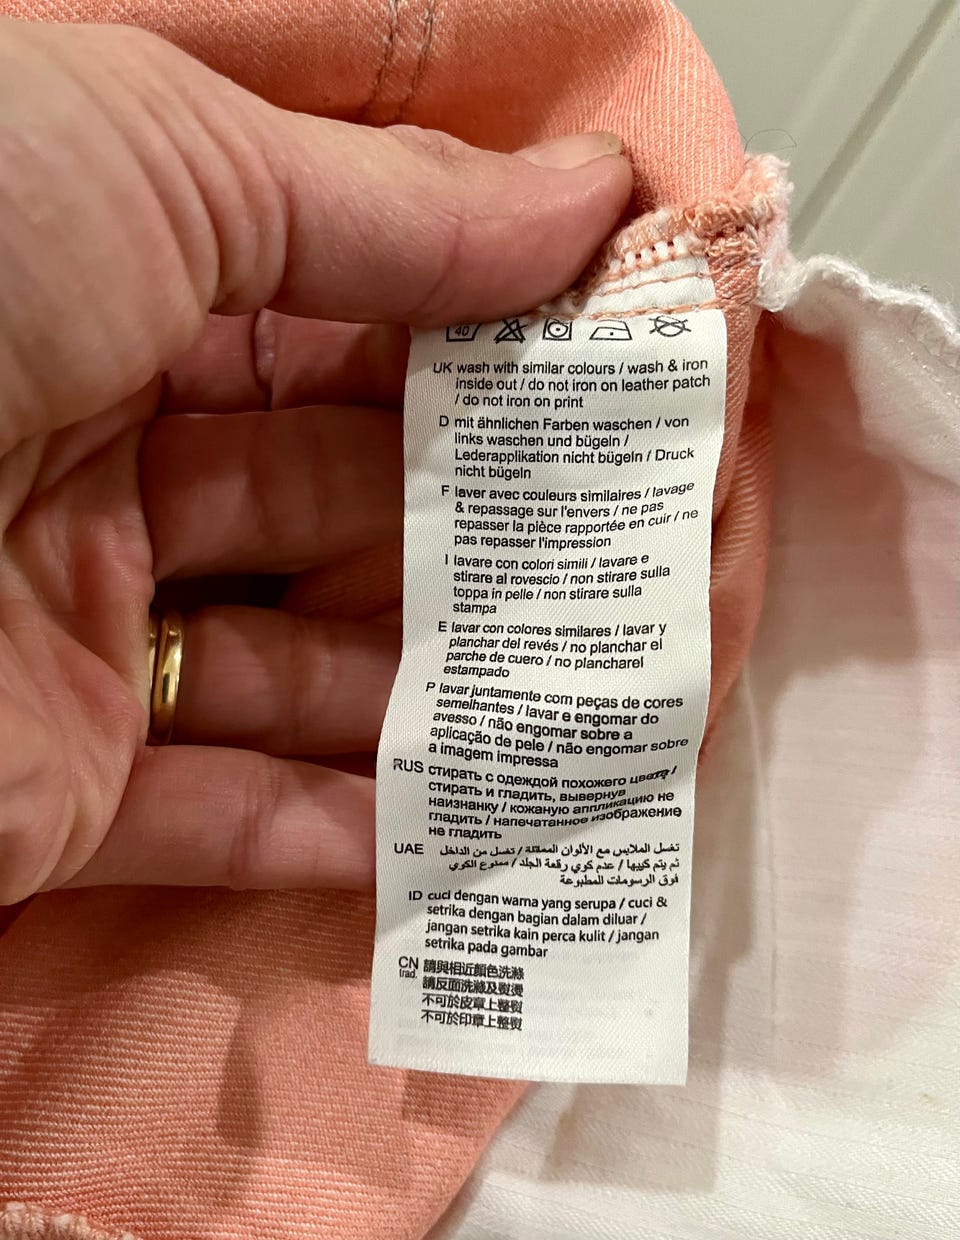 40
UK wash with similar colours / wash & iron
inside out / do not iron on leather patch
/ do not iron on print
D mit ähnlichen Farben waschen / von
links waschen und bügeln /
Lederapplikation nicht bügeln / Druck
nicht bügeln
F laver avec couleurs similaires / lavage
& repassage sur l'envers / ne pas
repasser la pièce rapportée en cuir / ne
pas repasser l'impression
I lavare con colori simili / lavare e
stirare al rovescio / non stirare sulla
toppa in pelle / non stirare sulla
stampa
E lavar con colores similares / lavar y
planchar del revés / no planchar el
parche de cuero / no plancharel
estampado
P lavar juntamente com peças de cores
semelhantes / lavar e engomar do
avesso / não engomar sobre a
aplicação de pele / não engomar sobre
a imagem impressa
RUS стирать с одеждой похожего цвета /
стирать и гладить, вывернув
наизнанку / кожаную аппликацию не
гладить / напечатанное изображение
не гладить
UAE تغسل الملابس مع الألوان المماثلة / تغسل من الداخل
ثم يتم كييها / عدم كوي رقعة الجلد / ممنوع الكوي
فوق الرسومات المطبوعة
ID cuci dengan warna yang serupa / cuci &
setrika dengan bagian dalam diluar /
jangan setrika kain perca kulit / jangan
setrika pada gambar
CN trad. 請與相近顏色洗滌
請反面洗滌及熨燙
不可於皮章上整熨
不可於印章上整熨